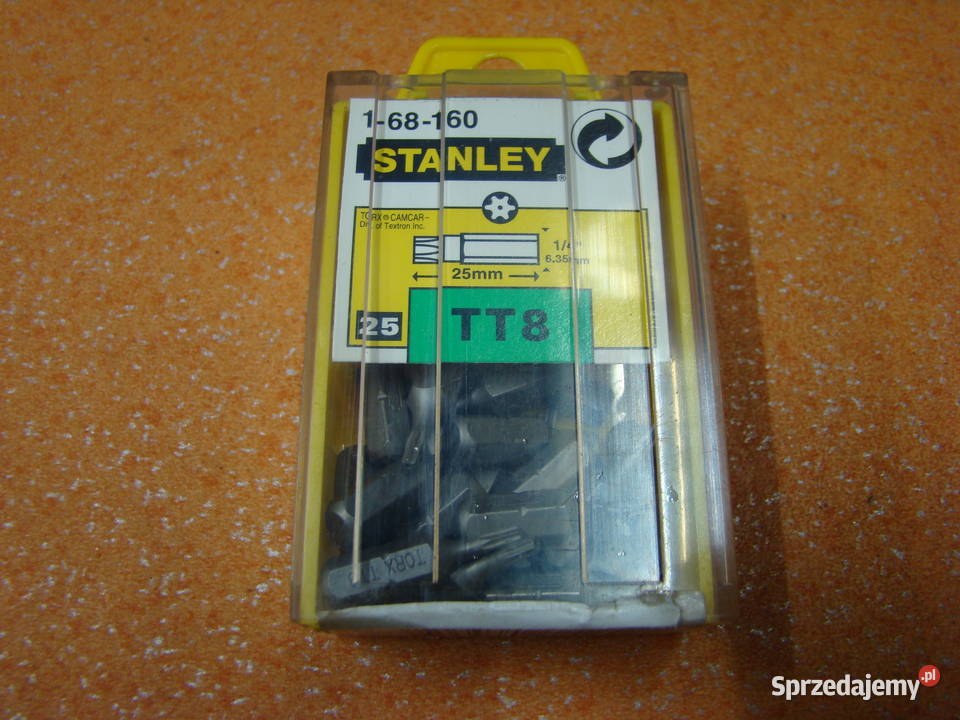 1-68-160
STANLEY
®
TORX ® CAMCAR –
Div. of Textron Inc.
1/4"
6.35mm
25mm
25
TT8
TORX T
Sprzedajemy.pl